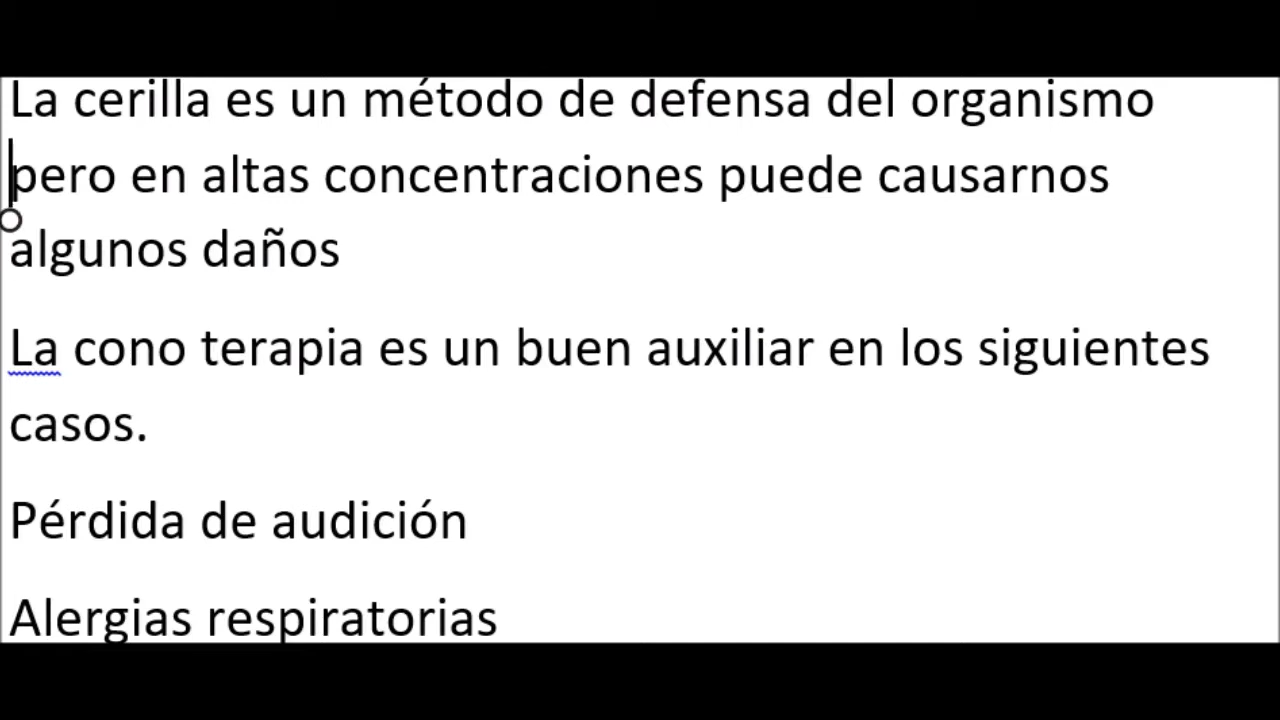 La cerilla es un método de defensa del organismo
pero en altas concentraciones puede causarnos
algunos daños
La cono terapia es un buen auxiliar en los siguientes
casos.
Pérdida de audición
Alergias respiratorias